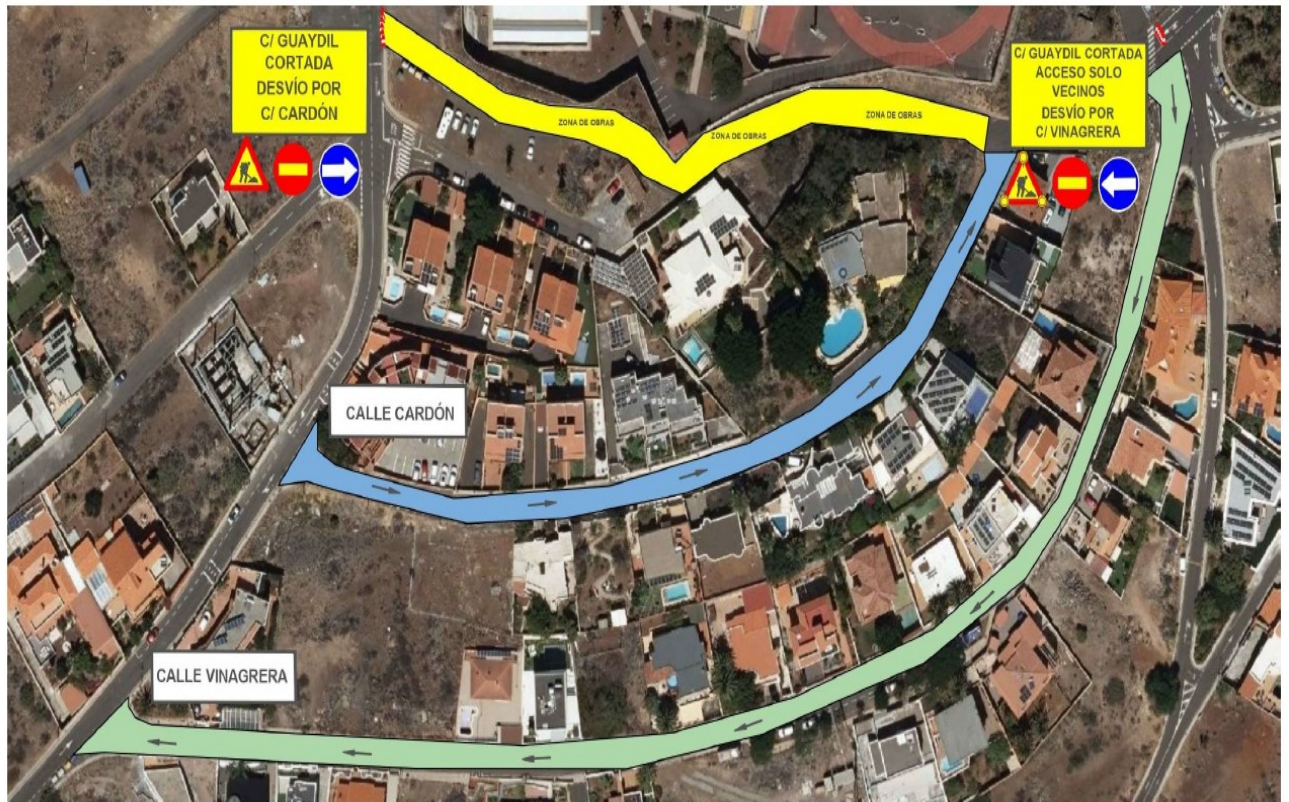 C/ GUAYDIL
CORTADA
DESVÍO POR
C/ CARDÓN
ZONA DE OBRAS
ZONA DE OBRAS
ZONA DE OBRAS
C/ GUAYDIL CORTADA
ACCESO SOLO
VECINOS
DESVÍO POR
C/ VINAGRERA
CALLE CARDÓN
CALLE VINAGRERA